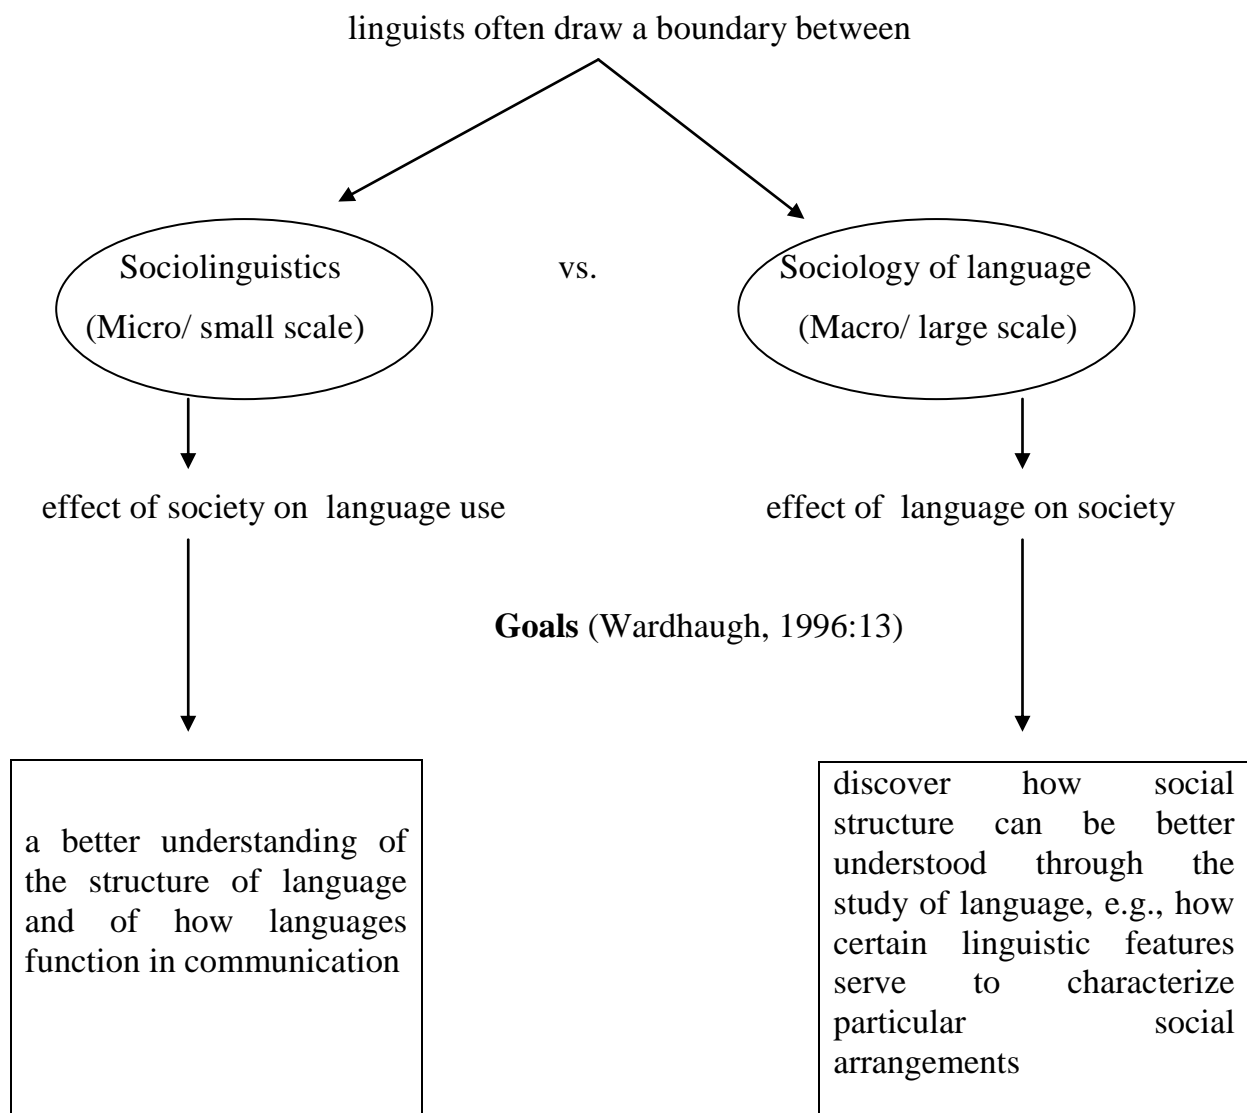 linguists often draw a boundary between
Sociolinguistics
(Micro/ small scale)
vs.
Sociology of language
(Macro/ large scale)
effect of society on language use
effect of language on society
Goals (Wardhaugh, 1996:13)
a better understanding of
the structure of language
and of how languages
function in communication
discover how social
structure can be better
understood through the
study of language, e.g., how
certain linguistic features
serve to characterize
particular social
arrangements